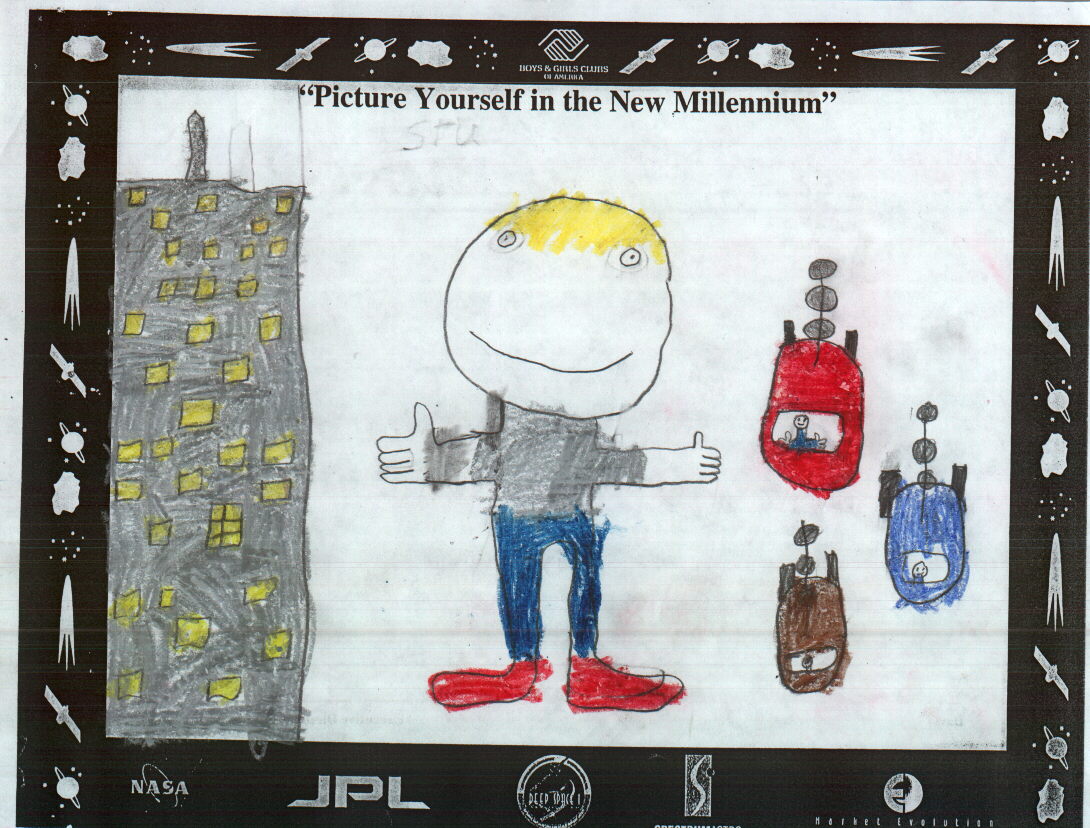 BOYS & GIRLS CLUBS
OF AMERICA
“Picture Yourself in the New Millennium”
stu
NASA
JPL
DEEP SPACE 1
SPECTRUMASTRO
Market Evolution